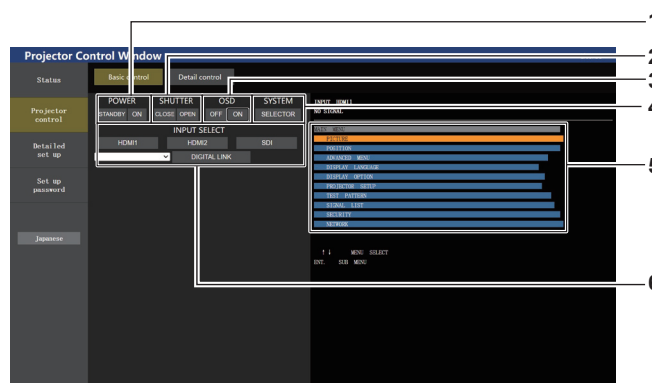 1
Projector Control Window
2
Status
Basic control
Detail control
3
POWER
SHUTTER
OSD
SYSTEM
4
STANDBY
ON
CLOSE
OPEN
OFF
ON
SELECTOR
INPUT HDMI1
NO SIGNAL
Projector
control
INPUT SELECT
HDMI1
HDMI2
SDI
DIGITAL LINK
MAIN MENU
PICTURE
POSITION
ADVANCED MENU
DISPLAY LANGUAGE
DISPLAY OPTION
PROJECTOR SETUP
TEST PATTERN
SIGNAL LIST
SECURITY
NETWORK
5
Detailed
set up
Set up
password
Japanese
↑↓ MENU SELECT
ENT. SUB MENU
6